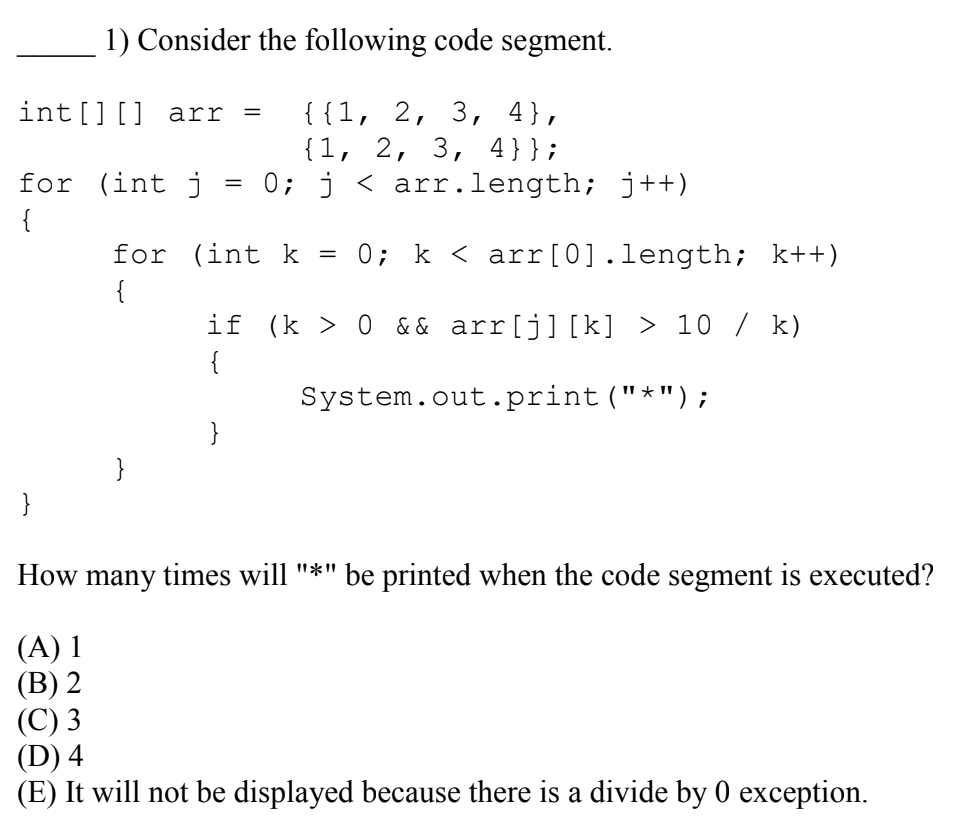 _____ 1) Consider the following code segment.
int[][] arr = {{1, 2, 3, 4},
{1, 2, 3, 4}};
for (int j = 0; j < arr.length; j++)
{
for (int k = 0; k < arr[0].length; k++)
{
if (k > 0 && arr[j][k] > 10 / k)
{
System.out.print("*");
}
}
}
How many times will "*" be printed when the code segment is executed?
(A) 1
(B) 2
(C) 3
(D) 4
(E) It will not be displayed because there is a divide by 0 exception.